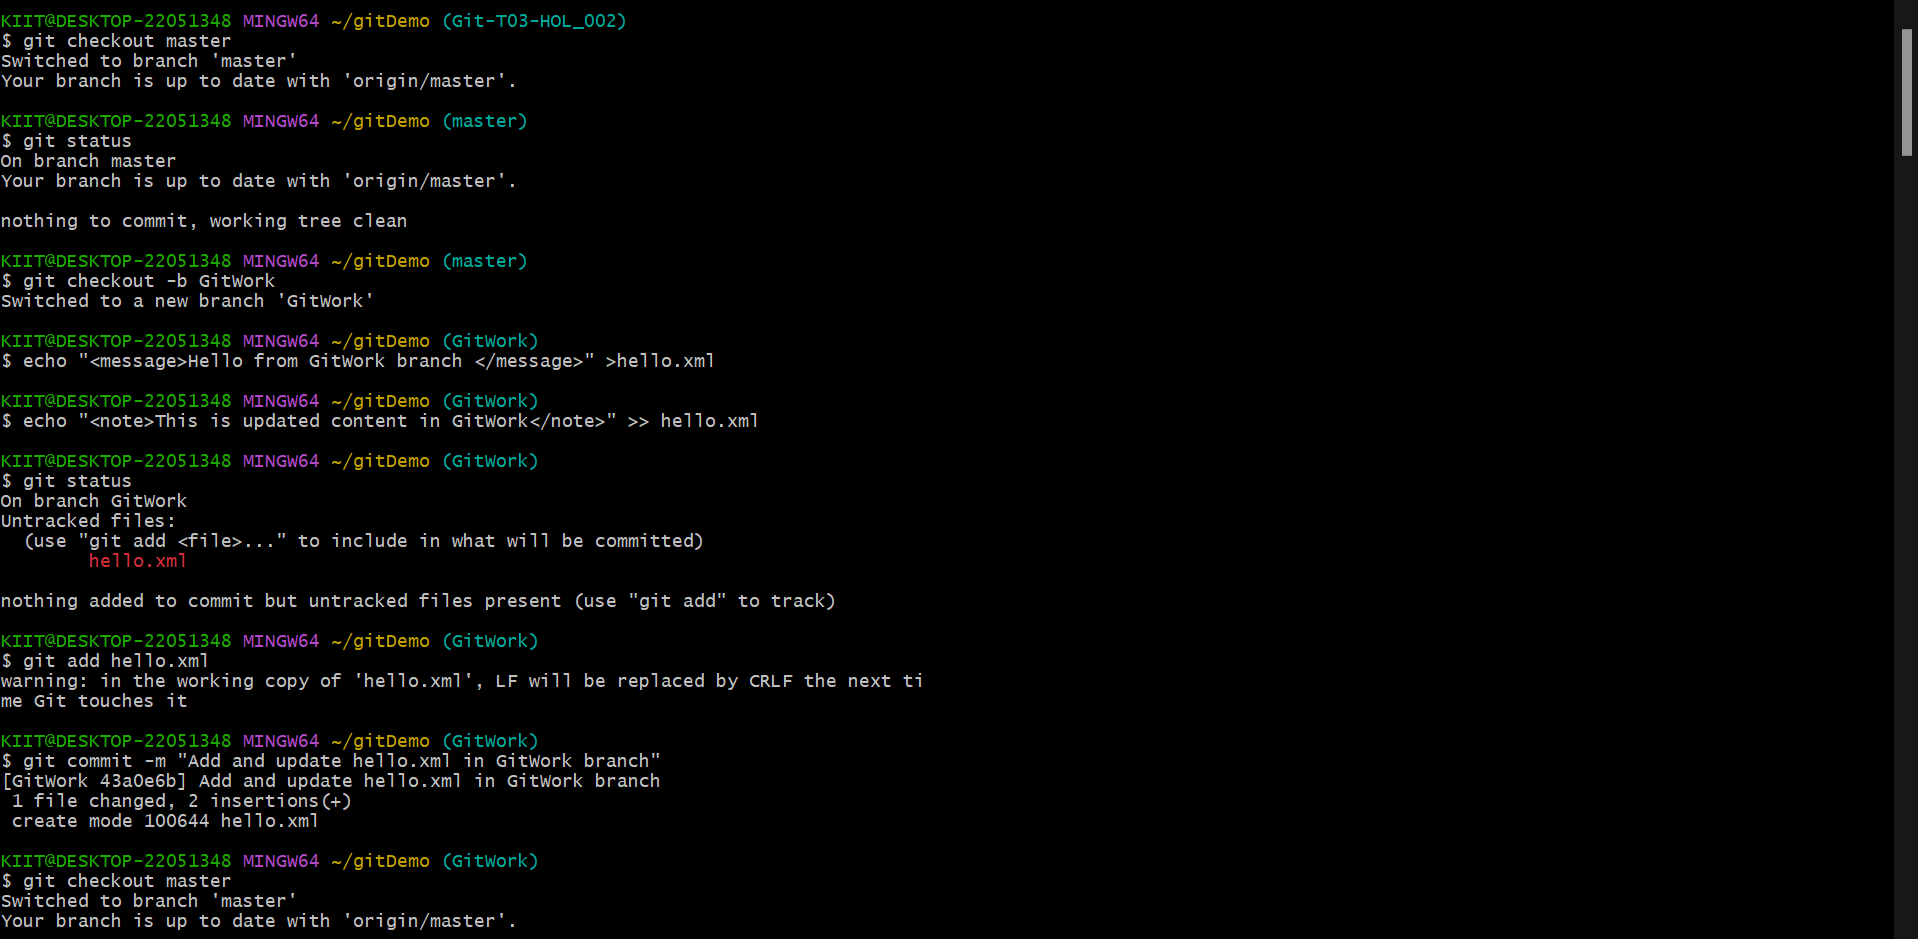 KIIT@DESKTOP-22051348 MINGW64 ~/gitDemo (Git-T03-HOL_002)
$ git checkout master
Switched to branch 'master'
Your branch is up to date with 'origin/master'.
KIIT@DESKTOP-22051348 MINGW64 ~/gitDemo (master)
$ git status
On branch master
Your branch is up to date with 'origin/master'.
nothing to commit, working tree clean
KIIT@DESKTOP-22051348 MINGW64 ~/gitDemo (master)
$ git checkout -b GitWork
Switched to a new branch 'GitWork'
KIIT@DESKTOP-22051348 MINGW64 ~/gitDemo (GitWork)
$ echo "<message>Hello from GitWork branch </message>" >hello.xml
KIIT@DESKTOP-22051348 MINGW64 ~/gitDemo (GitWork)
$ echo "<note>This is updated content in GitWork</note>" >> hello.xml
KIIT@DESKTOP-22051348 MINGW64 ~/gitDemo (GitWork)
$ git status
On branch GitWork
Untracked files:
  (use "git add <file>..." to include in what will be committed)
        hello.xml
nothing added to commit but untracked files present (use "git add" to track)
KIIT@DESKTOP-22051348 MINGW64 ~/gitDemo (GitWork)
$ git add hello.xml
warning: in the working copy of 'hello.xml', LF will be replaced by CRLF the next ti
me Git touches it
KIIT@DESKTOP-22051348 MINGW64 ~/gitDemo (GitWork)
$ git commit -m "Add and update hello.xml in GitWork branch"
[GitWork 43a0e6b] Add and update hello.xml in GitWork branch
 1 file changed, 2 insertions(+)
 create mode 100644 hello.xml
KIIT@DESKTOP-22051348 MINGW64 ~/gitDemo (GitWork)
$ git checkout master
Switched to branch 'master'
Your branch is up to date with 'origin/master'.